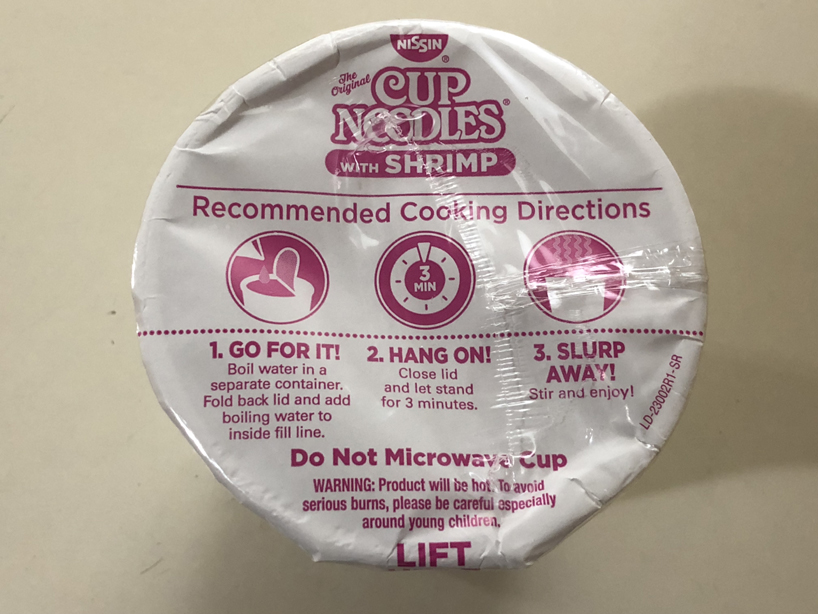 NISSIN
®
The Original
CUP
NOODLES®
WITH SHRIMP
Recommended Cooking Directions
3
MIN
1. GO FOR IT!
Boil water in a
separate container.
Fold back lid and add
boiling water to
inside fill line.
2. HANG ON!
Close lid
and let stand
for 3 minutes.
3. SLURP
AWAY!
Stir and enjoy!
LD-23002R1-SR
Do Not Microwave Cup
WARNING: Product will be hot. To avoid
serious burns, please be careful especially
around young children.
LIFT